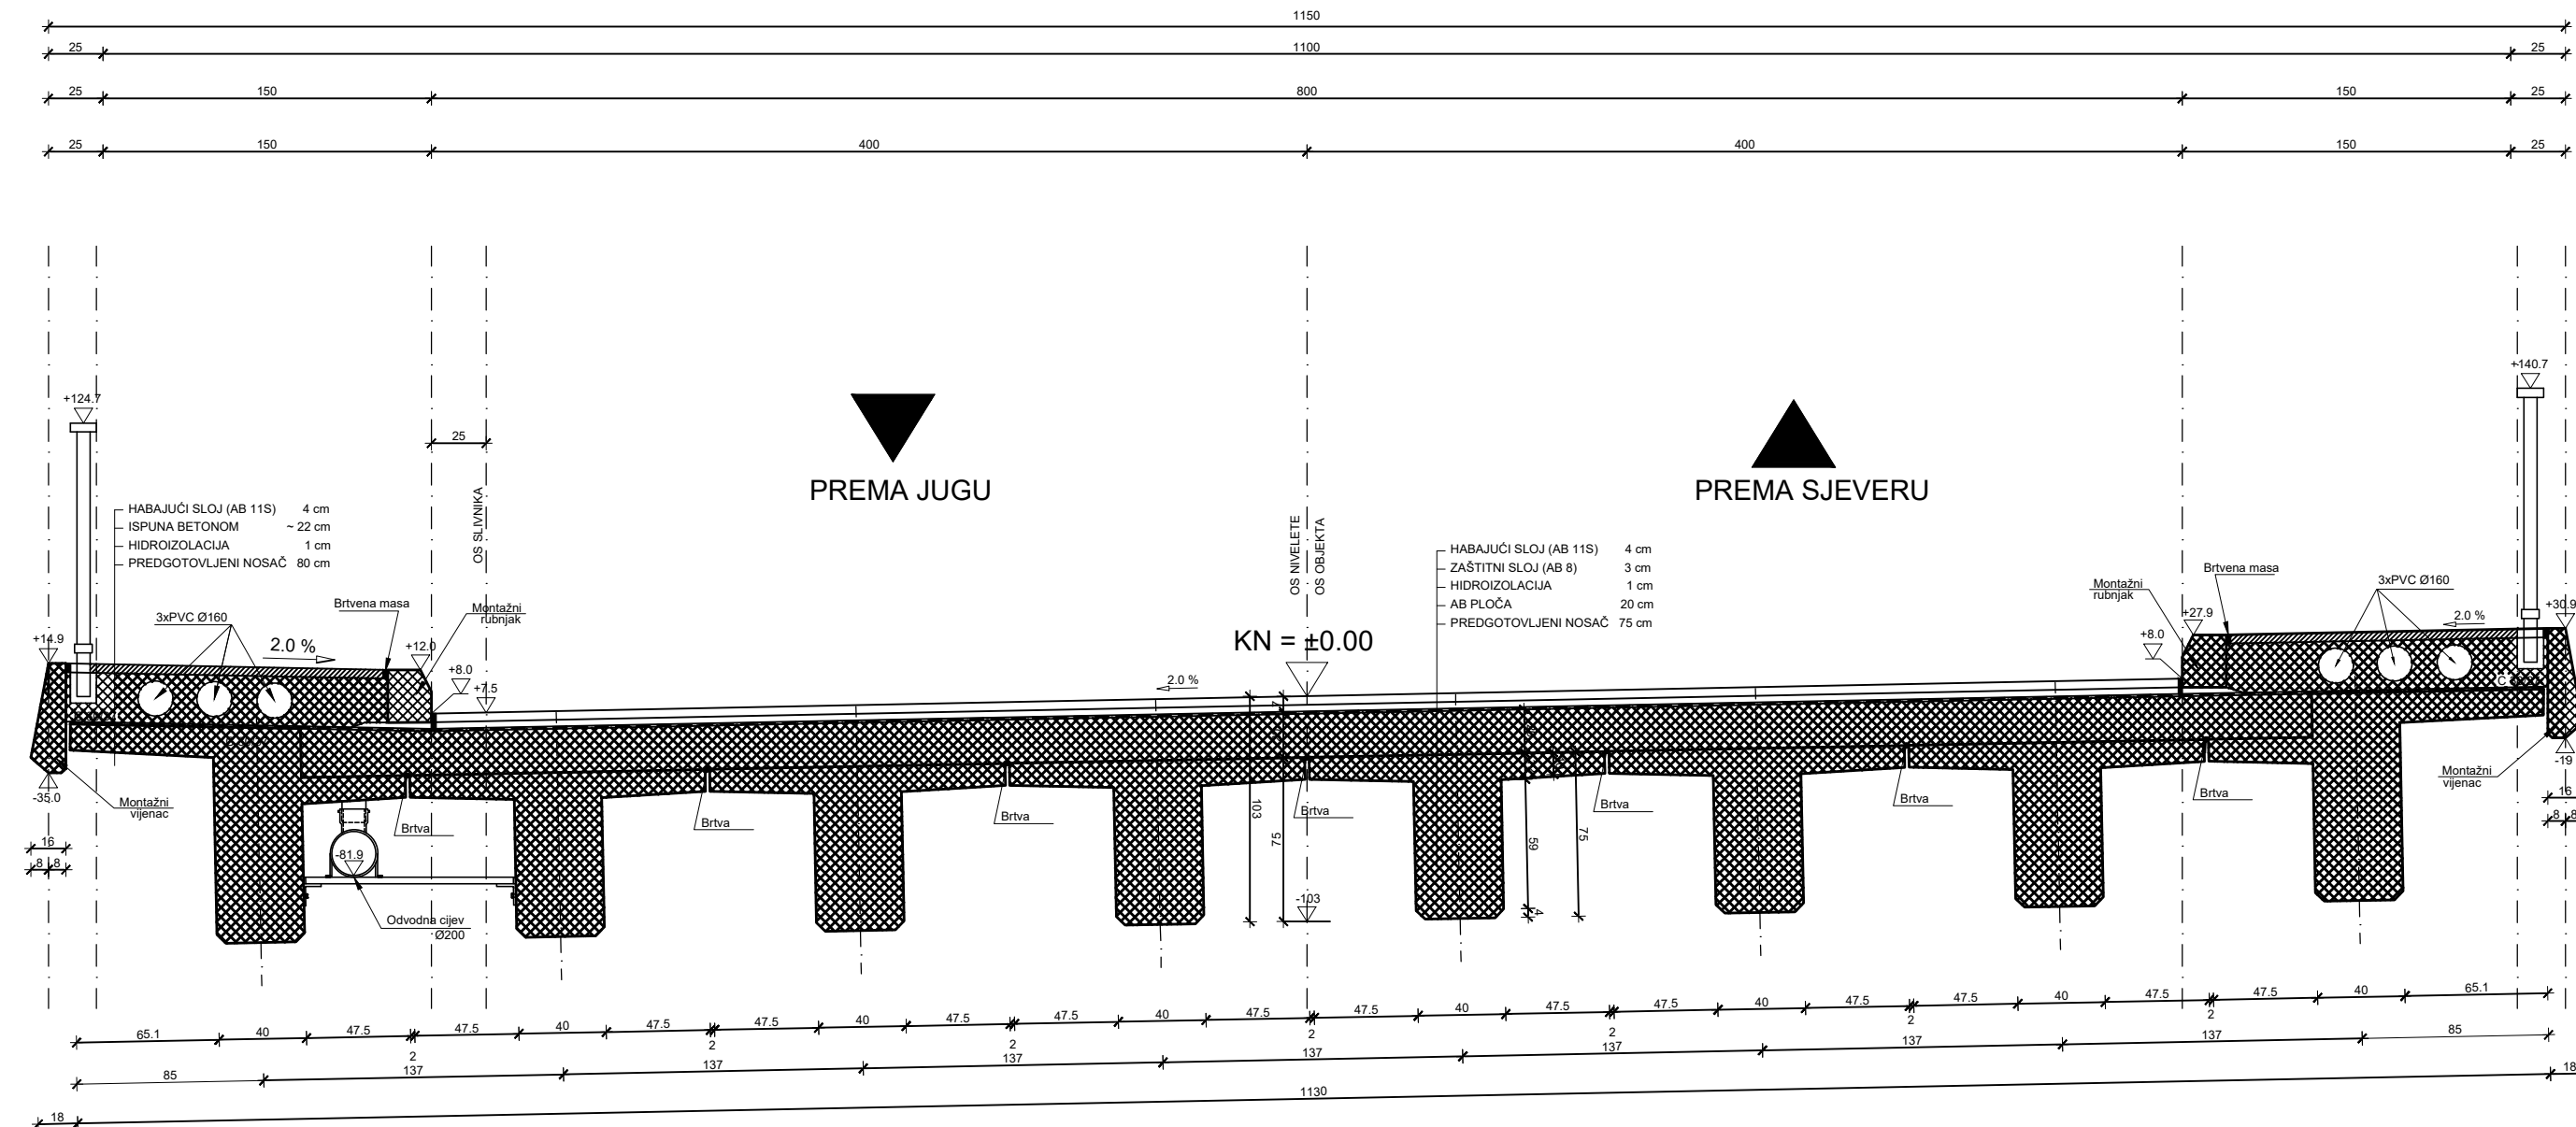 1150
25 1100 25
25 150 800 150 25
25 150 400 400 150 25
+140.7
+124.7
25
PREMA JUGU
PREMA SJEVERU
OS SLIVNIKA
OS NIVELETE
OS OBJEKTA
HABAJUĆI SLOJ (AB 11S) 4 cm
ISPUNA BETONOM ~ 22 cm
HIDROIZOLACIJA 1 cm
PREDGOTOVLJENI NOSAČ 80 cm
HABAJUĆI SLOJ (AB 11S) 4 cm
ZAŠTITNI SLOJ (AB 8) 3 cm
HIDROIZOLACIJA 1 cm
AB PLOČA 20 cm
PREDGOTOVLJENI NOSAČ 75 cm
Brtvena masa
Montažni
rubnjak
3xPVC Ø160
2.0 %
+14.9
+12.0
+8.0
+7.5
KN = ±0.00
2.0 %
Montažni
rubnjak
Brtvena masa
3xPVC Ø160
2.0 %
+27.9
+8.0
+30.9
-35.0
Montažni
vijenac
16
8 8
-81.9
Odvodna cijev
Ø200
Brtva
Brtva
Brtva
Brtva
Brtva
Brtva
Brtva
103
57
-103
59
4
75
Montažni
vijenac
-19
16
8 8
65.1 40 47.5 47.5 40 47.5 47.5 40 47.5 47.5 40 47.5 47.5 40 47.5 47.5 40 47.5 47.5 40 47.5 47.5 40 65.1
2 2 2 2 2 2 2
85 137 137 137 137 137 137 137 85
18 1130 18